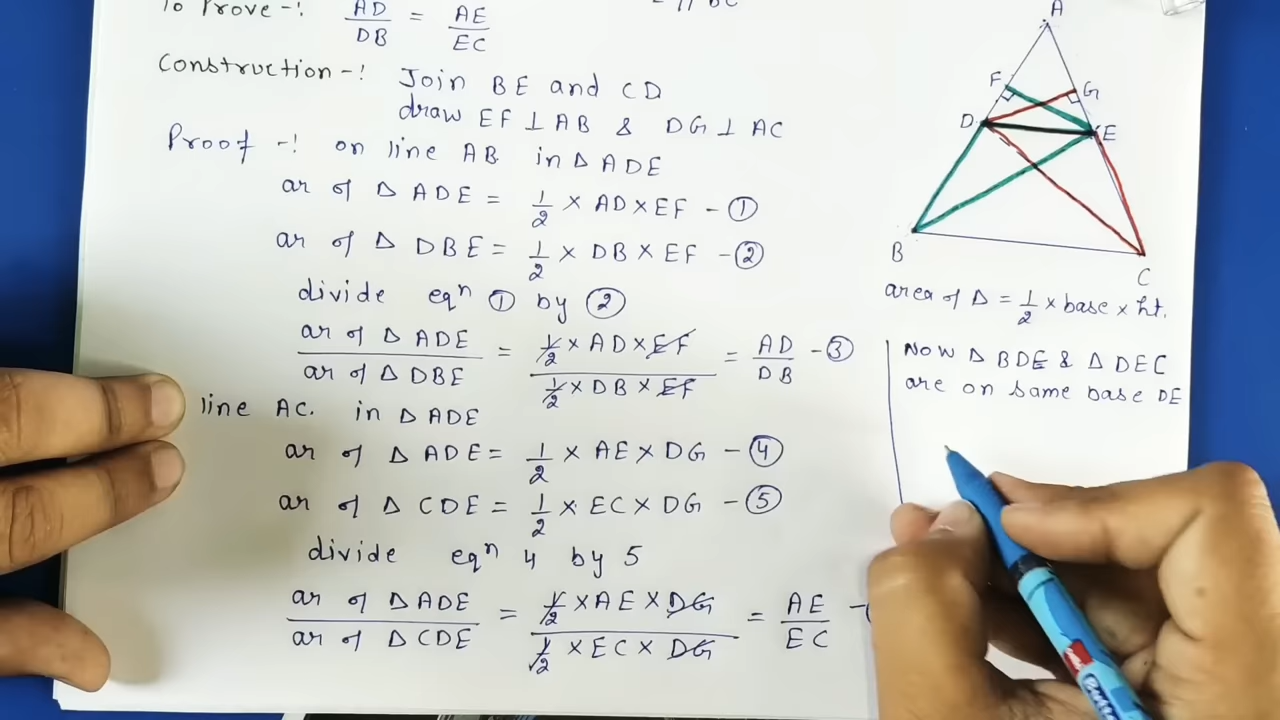 To Prove -! AD/DB = AE/EC
Construction -! Join BE and CD
draw EF ⊥ AB & DG ⊥ AC
Proof -! on line AB in Δ ADE
ar of Δ ADE = 1/2 × AD × EF - ①
ar of Δ DBE = 1/2 × DB × EF - ②
divide eqⁿ ① by ②
ar of Δ ADE / ar of Δ DBE = 1/2 × AD × EF / 1/2 × DB × EF = AD/DB - ③
line AC. in Δ ADE
ar of Δ ADE = 1/2 × AE × DG - ④
ar of Δ CDE = 1/2 × EC × DG - ⑤
divide eqⁿ 4 by 5
ar of Δ ADE / ar of Δ CDE = 1/2 × AE × DG / 1/2 × EC × DG = AE/EC -
A
F
G
D
E
B
C
area of Δ = 1/2 × base × ht.
Now Δ BDE & Δ DEC
are on same base DE